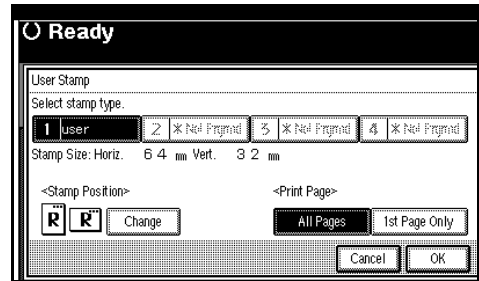 Ready
User Stamp
Select stamp type.
1 user 2 * Not Prgmd 3 * Not Prgmd 4 * Not Prgmd
Stamp Size: Horiz. 64 mm Vert. 32 mm
<Stamp Position> <Print Page>
R R Change All Pages 1st Page Only
Cancel OK